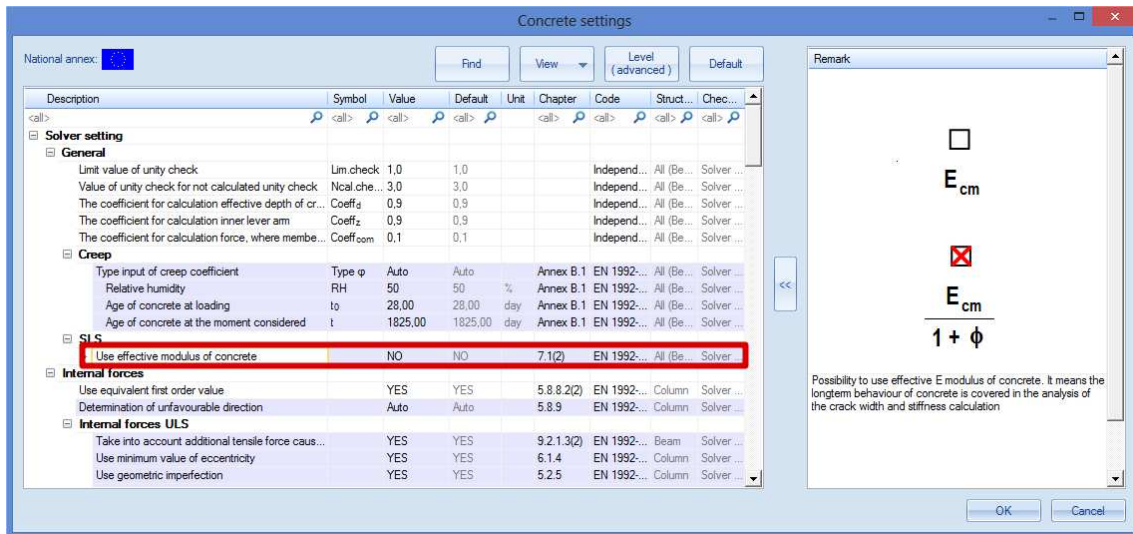 Concrete settings
National annex:
Find View Level (advanced) Default
Description Symbol Value Default Unit Chapter Code Struct... Chec...
<all> <all> <all> <all> <all> <all> <all> <all>
Solver setting
General
Limit value of unity check Lim.check 1,0 1,0 Independ... All (Be... Solver ...
Value of unity check for not calculated unity check Ncal.che... 3,0 3,0 Independ... All (Be... Solver ...
The coefficient for calculation effective depth of cr... Coeff d 0,9 0,9 Independ... All (Be... Solver ...
The coefficient for calculation inner lever arm Coeff z 0,9 0,9 Independ... All (Be... Solver ...
The coefficient for calculation force, where membe... Coeff com 0,1 0,1 Independ... All (Be... Solver ...
Creep
Type input of creep coefficient Type φ Auto Auto Annex B.1 EN 1992-... All (Be... Solver ...
Relative humidity RH 50 50 % Annex B.1 EN 1992-... All (Be... Solver ...
Age of concrete at loading t0 28,00 28,00 day Annex B.1 EN 1992-... All (Be... Solver ...
Age of concrete at the moment considered t 1825,00 1825,00 day Annex B.1 EN 1992-... All (Be... Solver ...
SLS
Use effective modulus of concrete NO NO 7.1(2) EN 1992-... All (Be... Solver ...
Internal forces
Use equivalent first order value YES YES 5.8.8.2(2) EN 1992-... Column Solver ...
Determination of unfavourable direction Auto Auto 5.8.9 EN 1992-... Column Solver ...
Internal forces ULS
Take into account additional tensile force caus... YES YES 9.2.1.3(2) EN 1992-... Beam Solver ...
Use minimum value of eccentricity YES YES 6.1.4 EN 1992-... Column Solver ...
Use geometric imperfection YES YES 5.2.5 EN 1992-... Column Solver ...
<<
Remark
E cm
E cm
1 + ϕ
Possibility to use effective E modulus of concrete. It means the
longterm behaviour of concrete is covered in the analysis of
the crack width and stiffness calculation
OK Cancel